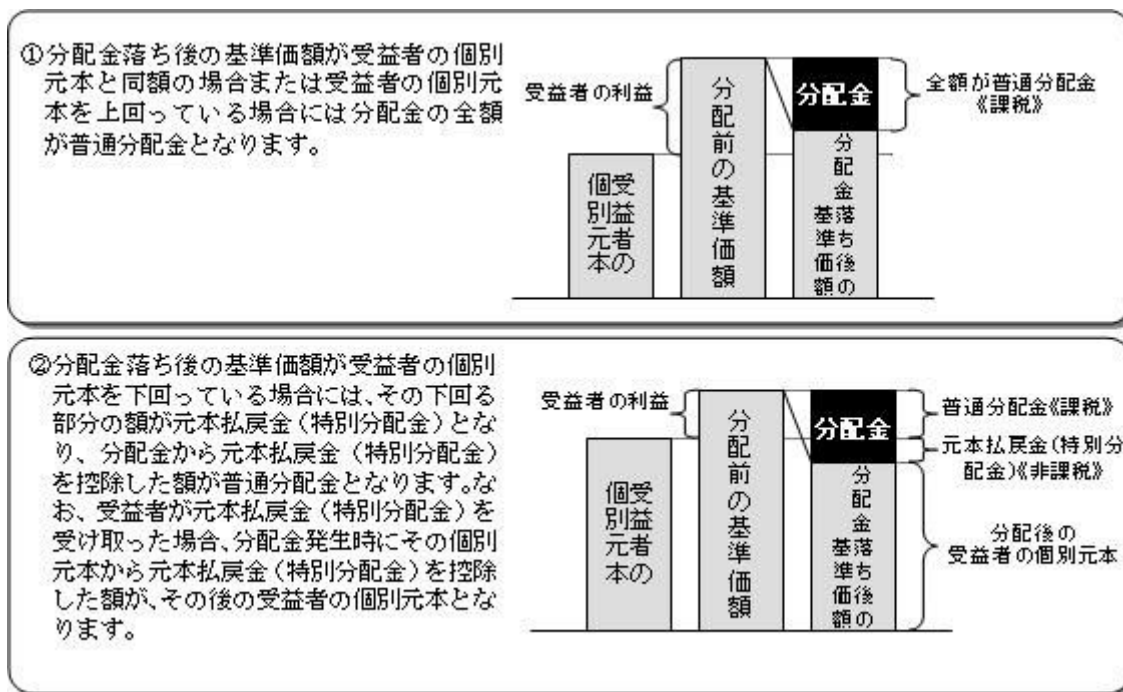 ①分配金落ち後の基準価額が受益者の個別
元本と同額の場合または受益者の個別元
本を上回っている場合には分配金の全額
が普通分配金となります。
受益者の利益
受益者の
個別元本
分配前の基準価額
分配金
分配金落ち後の
基準価額
全額が普通分配金
《課税》
②分配金落ち後の基準価額が受益者の個別
元本を下回っている場合には、その下回る
部分の額が元本払戻金(特別分配金)とな
り、分配金から元本払戻金(特別分配金)
を控除した額が普通分配金となります。な
お、受益者が元本払戻金(特別分配金)を
受け取った場合、分配金発生時にその個別
元本から元本払戻金(特別分配金)を控除
した額が、その後の受益者の個別元本とな
ります。
受益者の利益
受益者の
個別元本
分配前の基準価額
分配金
分配金落ち後の
基準価額
普通分配金《課税》
元本払戻金(特別分
配金)《非課税》
分配後の
受益者の個別元本